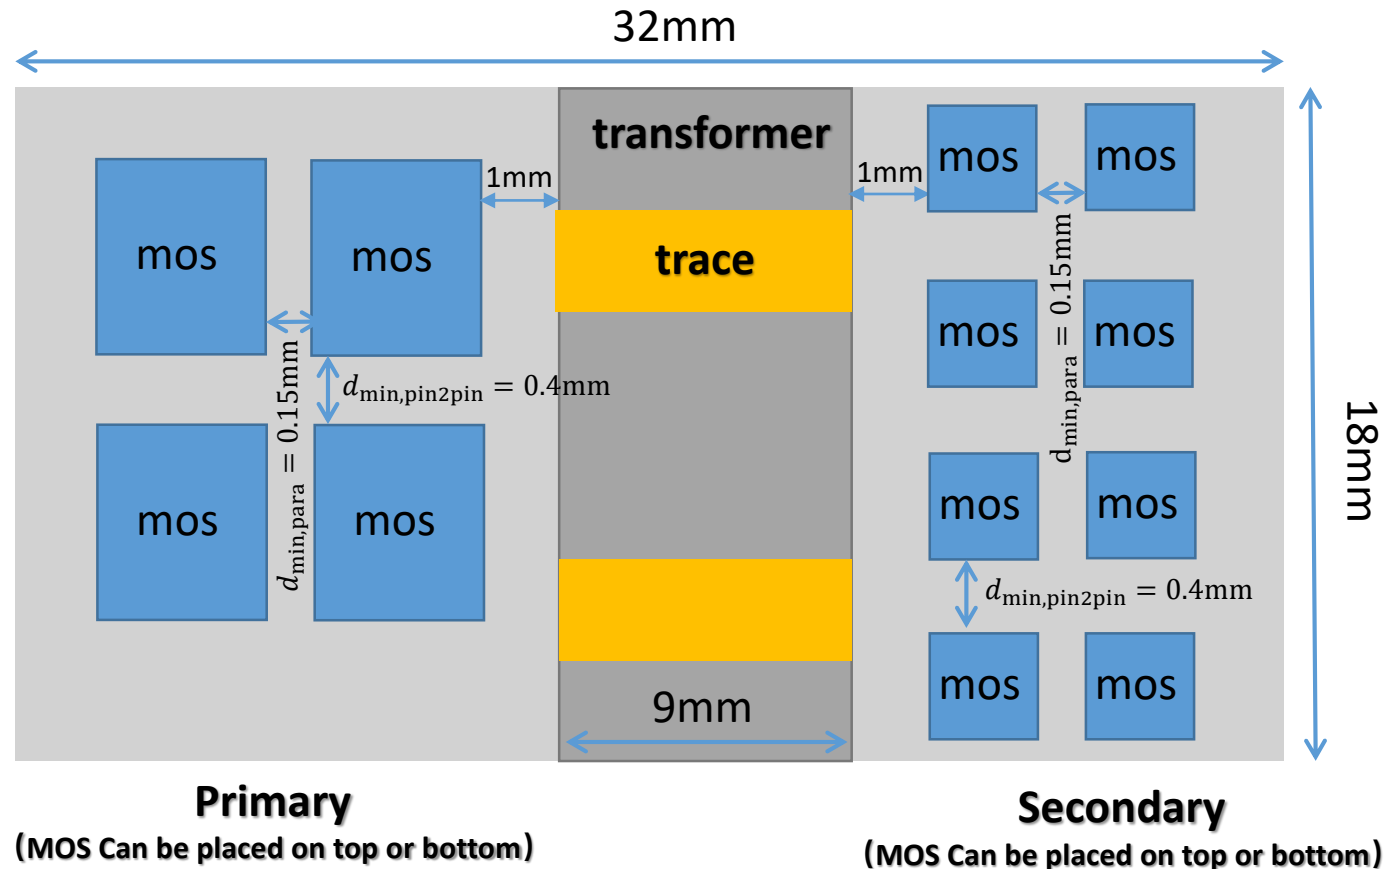 32mm
transformer
mos
mos
mos
mos
1mm
1mm
trace
mos
mos
d_min,para = 0.15mm
d_min,pin2pin = 0.4mm
d_min,para = 0.15mm
mos
mos
18mm
mos
mos
mos
mos
d_min,pin2pin = 0.4mm
mos
mos
9mm
Primary
(MOS Can be placed on top or bottom)
Secondary
(MOS Can be placed on top or bottom)